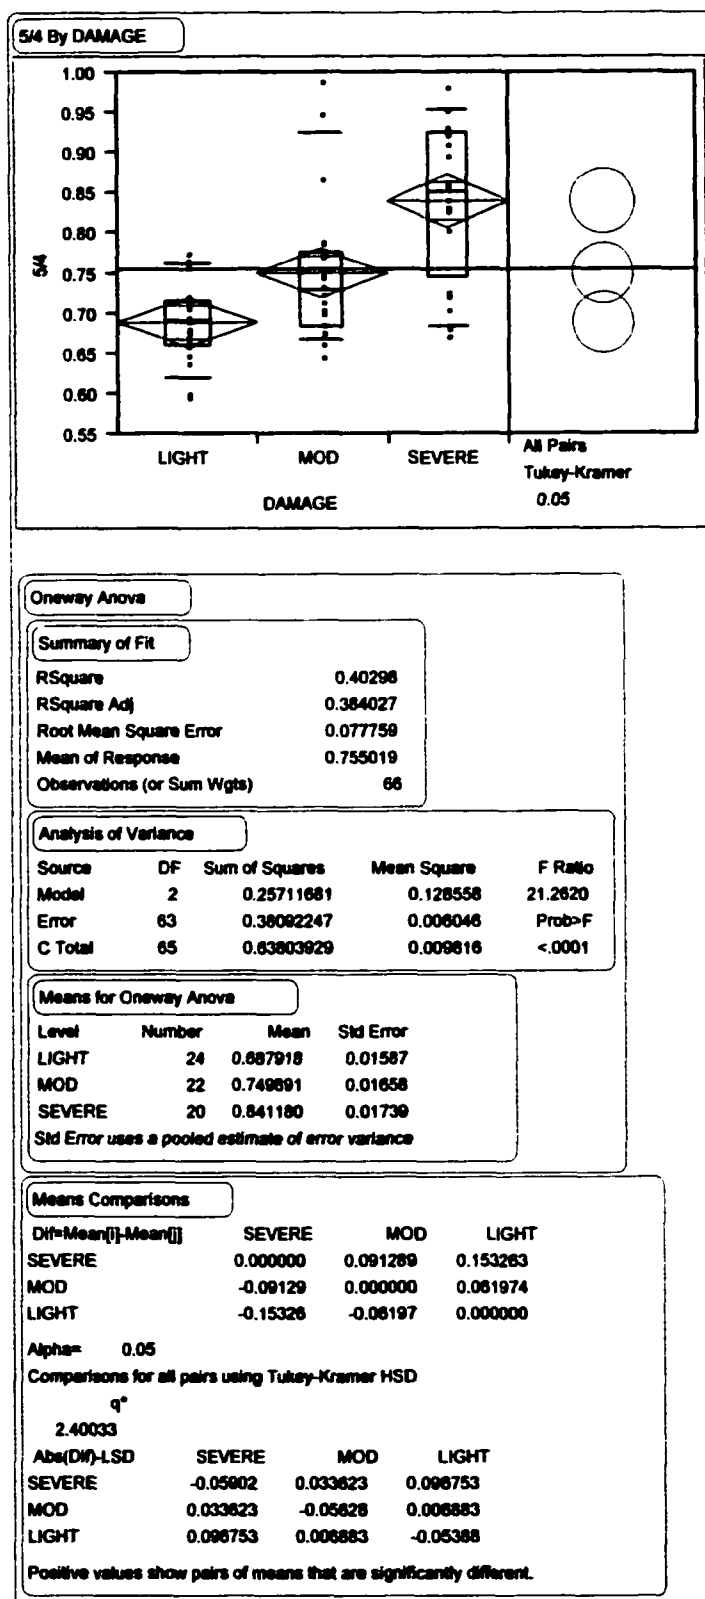 5/4 By DAMAGE
1.00
0.95
0.90
0.85
0.80
0.75
0.70
0.65
0.60
0.55
5/4
LIGHT MOD SEVERE
DAMAGE
All Pairs
Tukey-Kramer
0.05
Oneway Anova
Summary of Fit
RSquare 0.40298
RSquare Adj 0.384027
Root Mean Square Error 0.077759
Mean of Response 0.755019
Observations (or Sum Wgts) 66
Analysis of Variance
Source DF Sum of Squares Mean Square F Ratio
Model 2 0.25711681 0.128558 21.2620
Error 63 0.38092247 0.006046 Prob>F
C Total 65 0.63803929 0.009816 <.0001
Means for Oneway Anova
Level Number Mean Std Error
LIGHT 24 0.687918 0.01587
MOD 22 0.749891 0.01658
SEVERE 20 0.841180 0.01739
Std Error uses a pooled estimate of error variance
Means Comparisons
Dif=Mean[i]-Mean[j] SEVERE MOD LIGHT
SEVERE 0.000000 0.091289 0.153263
MOD -0.09129 0.000000 0.061974
LIGHT -0.15326 -0.06197 0.000000
Alpha= 0.05
Comparisons for all pairs using Tukey-Kramer HSD
q*
2.40033
Abs(Dif)-LSD SEVERE MOD LIGHT
SEVERE -0.05902 0.033623 0.096753
MOD 0.033623 -0.05628 0.006883
LIGHT 0.096753 0.006883 -0.05388
Positive values show pairs of means that are significantly different.